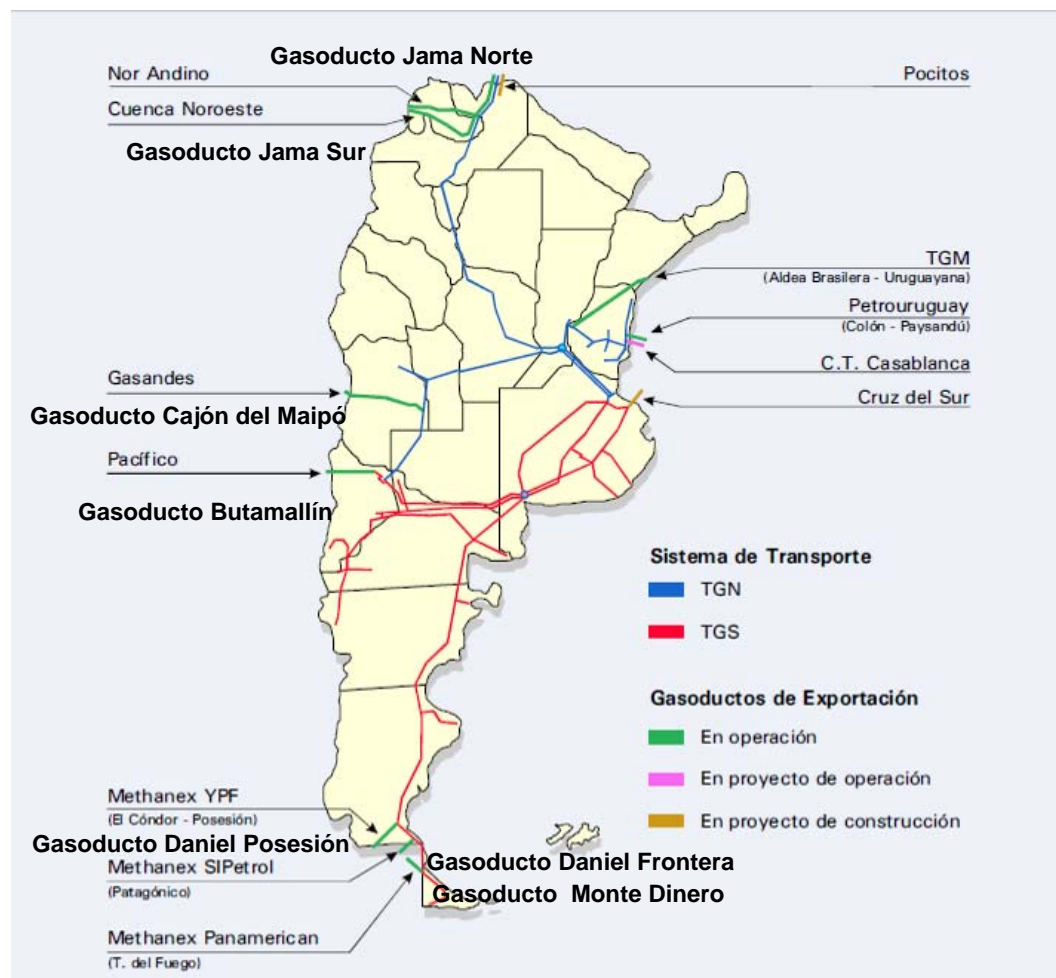 Gasoducto Jama Norte
Nor Andino
Pocitos
Cuenca Noroeste
Gasoducto Jama Sur
TGM
(Aldea Brasilera - Uruguayana)
Petrouruguay
(Colón - Paysandú)
C.T. Casablanca
Gasandes
Cruz del Sur
Gasoducto Cajón del Maipó
Pacífico
Gasoducto Butamallín
Sistema de Transporte
TGN
TGS
Gasoductos de Exportación
En operación
En proyecto de operación
En proyecto de construcción
Methanex YPF
(El Cóndor - Posesión)
Gasoducto Daniel Posesión
Methanex SIPetrol
(Patagónico)
Gasoducto Daniel Frontera
Gasoducto Monte Dinero
Methanex Panamerican
(T. del Fuego)